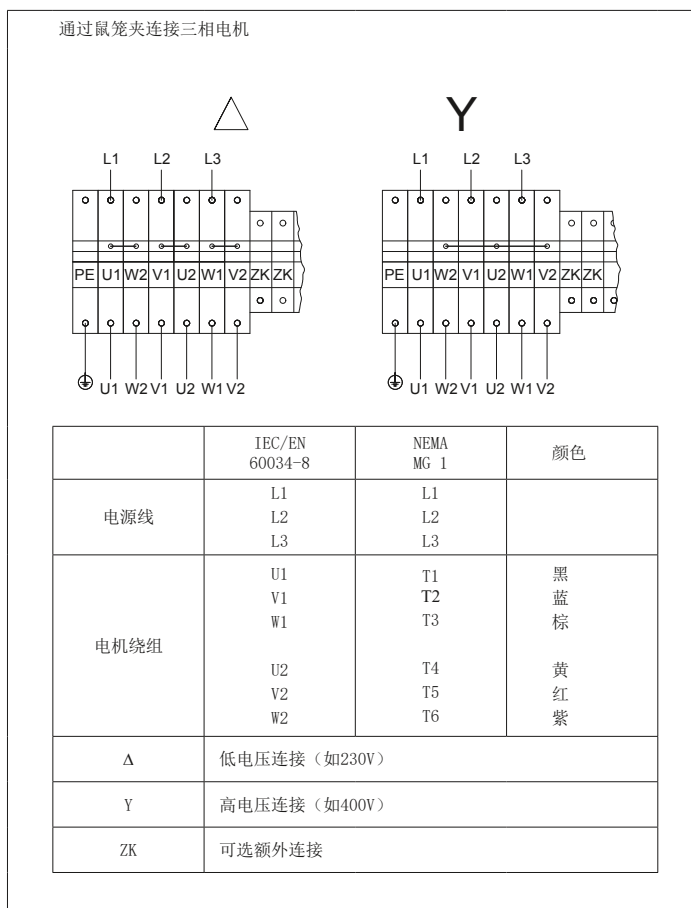 通过鼠笼夹连接三相电机
△ Y
L1 L2 L3 L1 L2 L3
PE U1 W2 V1 U2 W1 V2 ZK ZK PE U1 W2 V1 U2 W1 V2 ZK ZK
U1 W2 V1 U2 W1 V2 U1 W2 V1 U2 W1 V2
IEC/EN 60034-8 NEMA MG 1 颜色
电源线
L1 L1
L2 L2
L3 L3
电机绕组
U1 T1 黑
V1 T2 蓝
W1 T3 棕
U2 T4 黄
V2 T5 红
W2 T6 紫
Δ 低电压连接（如230V）
Y 高电压连接（如400V）
ZK 可选额外连接